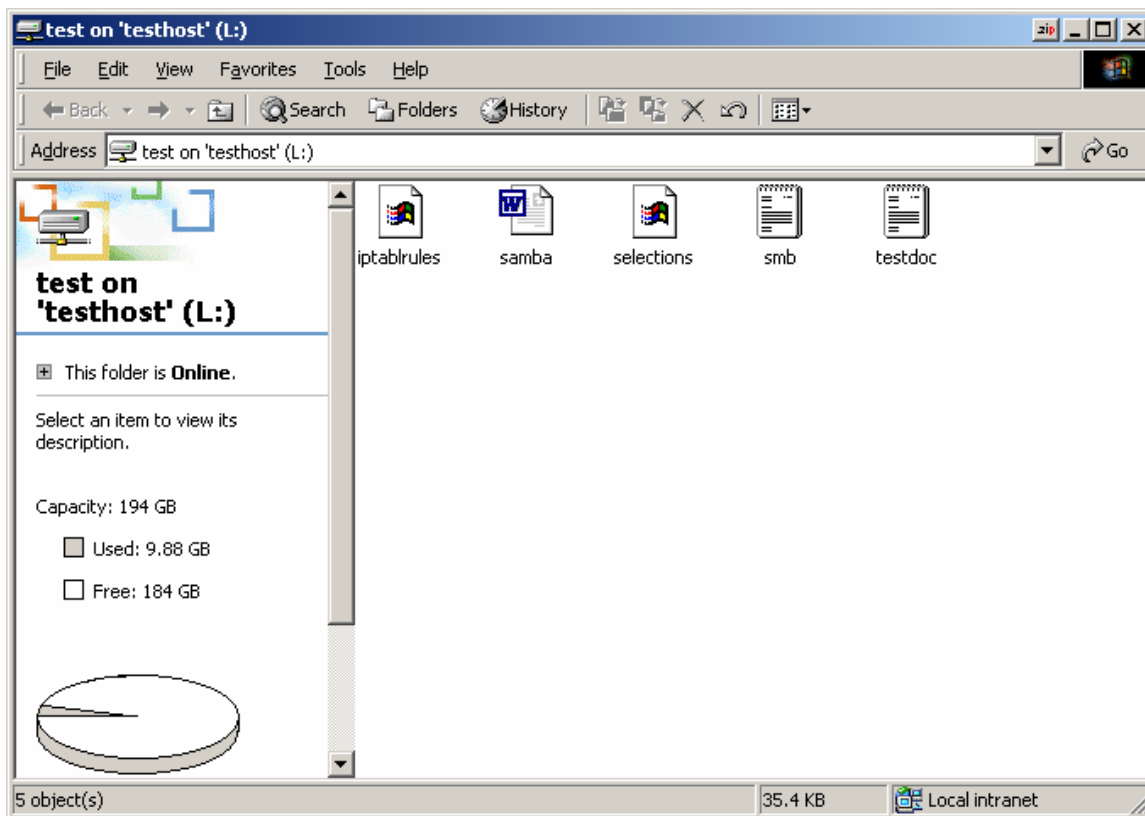 test on 'testhost' (L:)
zip
File Edit View Favorites Tools Help
Back Search Folders History
Address test on 'testhost' (L:) Go
iptablrules samba selections smb testdoc
test on
'testhost' (L:)
This folder is Online.
Select an item to view its
description.
Capacity: 194 GB
Used: 9.88 GB
Free: 184 GB
5 object(s) 35.4 KB Local intranet